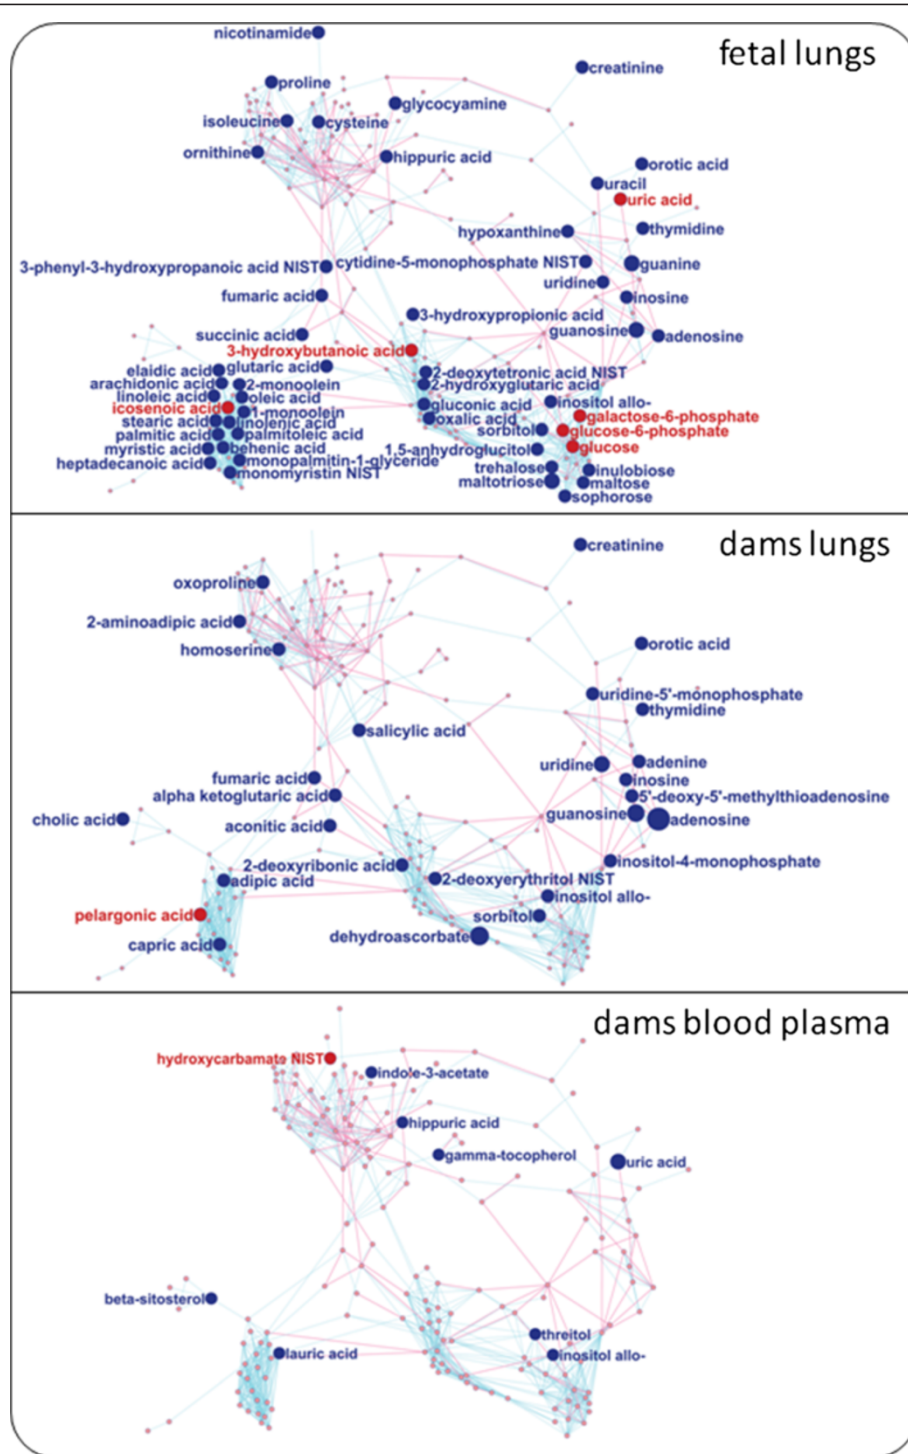 fetal lungs
nicotinamide
creatinine
proline
glycocyamine
isoleucine
cysteine
ornithine
hippuric acid
orotic acid
uracil
uric acid
hypoxanthine
thymidine
3-phenyl-3-hydroxypropanoic acid NIST
cytidine-5-monophosphate NIST
guanine
uridine
fumaric acid
inosine
3-hydroxypropionic acid
succinic acid
guanosine
adenosine
3-hydroxybutanoic acid
elaidic acid
glutaric acid
2-deoxytetronic acid NIST
arachidonic acid
2-monoolein
2-hydroxyglutaric acid
linoleic acid
oleic acid
gluconic acid
inositol allo-
icosenoic acid
1-monoolein
galactose-6-phosphate
stearic acid
linolenic acid
oxalic acid
sorbitol
glucose-6-phosphate
palmitic acid
palmitoleic acid
myristic acid
behenic acid
1,5-anhydroglucitol
glucose
heptadecanoic acid
monopalmitin-1-glyceride
trehalose
inulobiose
monomyristin NIST
maltotriose
maltose
sophorose
dams lungs
creatinine
oxoproline
2-aminoadipic acid
homoserine
orotic acid
uridine-5'-monophosphate
thymidine
salicylic acid
uridine
adenine
fumaric acid
inosine
alpha ketoglutaric acid
5'-deoxy-5'-methylthioadenosine
cholic acid
guanosine
adenosine
aconitic acid
2-deoxyribonic acid
inositol-4-monophosphate
adipic acid
2-deoxyerythritol NIST
inositol allo-
pelargonic acid
sorbitol
capric acid
dehydroascorbate
dams blood plasma
hydroxycarbamate NIST
indole-3-acetate
hippuric acid
gamma-tocopherol
uric acid
beta-sitosterol
threitol
lauric acid
inositol allo-